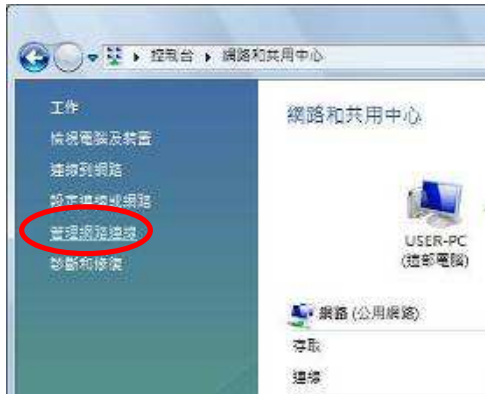 控制台 ▸ 網路和共用中心
工作
檢視電腦及裝置
連線到網路
設定連線或網路
管理網路連線
診斷和修復
網路和共用中心
USER-PC
(這部電腦)
網路 (公用網路)
存取
連線